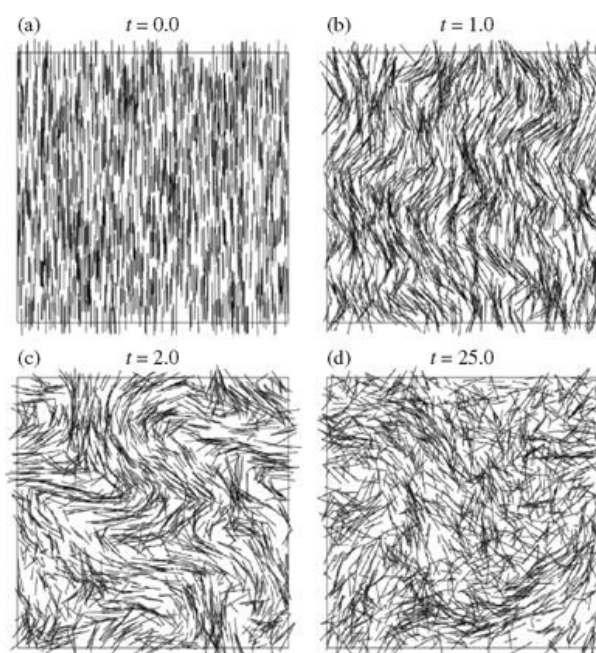 (a) t = 0.0
(b) t = 1.0
(c) t = 2.0
(d) t = 25.0